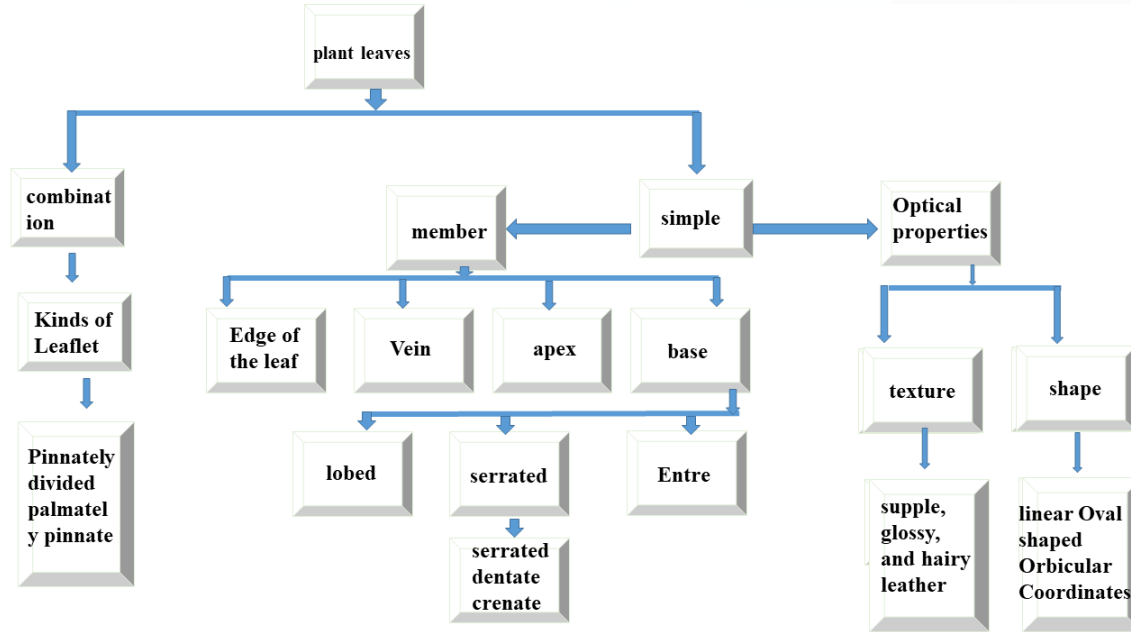 plant leaves
combinat
ion
member
simple
Optical
properties
Kinds of
Leaflet
Edge of
the leaf
Vein
apex
base
texture
shape
Pinnately
divided
palmatel
y pinnate
lobed
serrated
Entre
serrated
dentate
crenate
supple,
glossy,
and hairy
leather
linear Oval
shaped
Orbicular
Coordinates